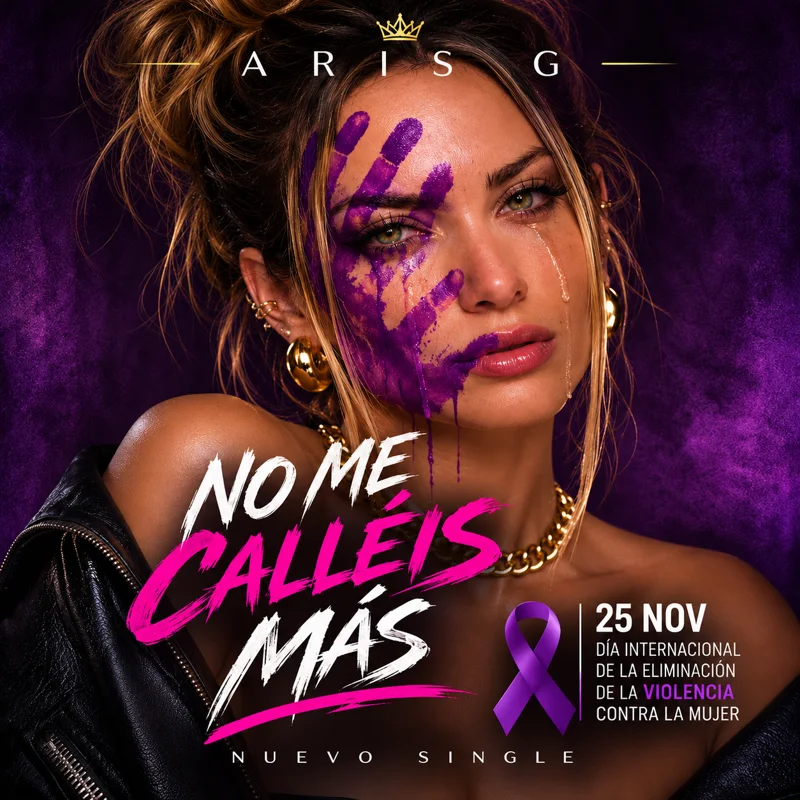 ARIS G
NO ME
CALLÉIS
MÁS
25 NOV
DÍA INTERNACIONAL
DE LA ELIMINACIÓN
DE LA VIOLENCIA
CONTRA LA MUJER
NUEVO SINGLE